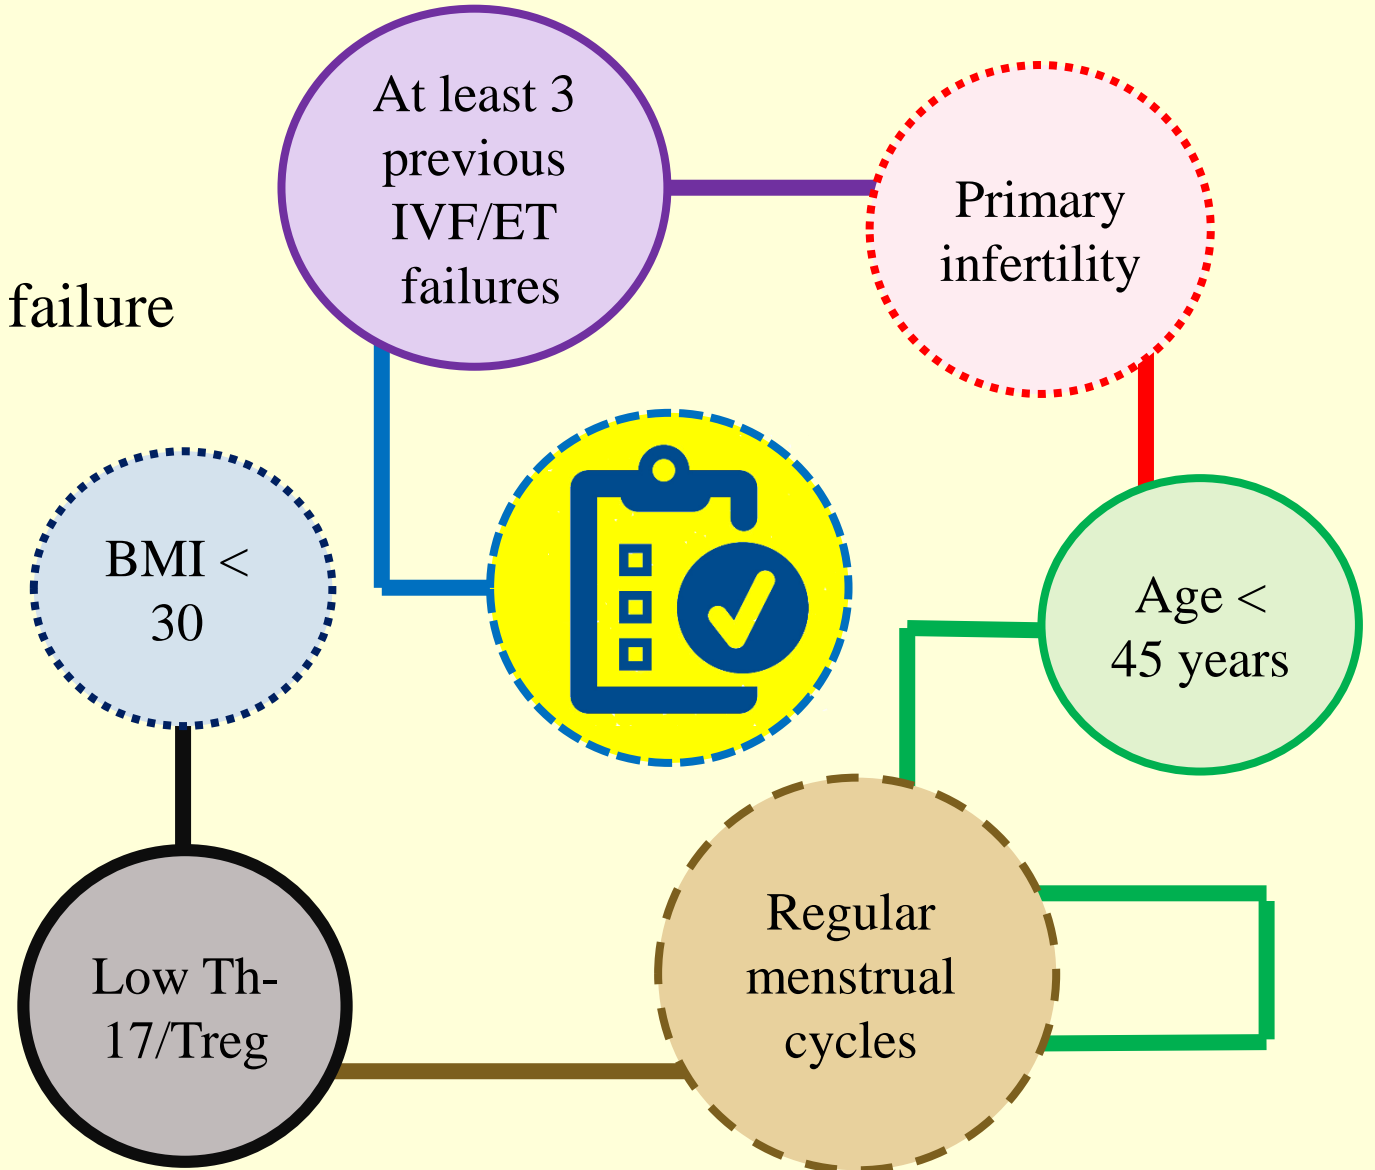 At least 3
previous
IVF/ET
failures
Primary
infertility
failure
BMI <
30
Age <
45 years
Regular
menstrual
cycles
Low Th-
17/Treg